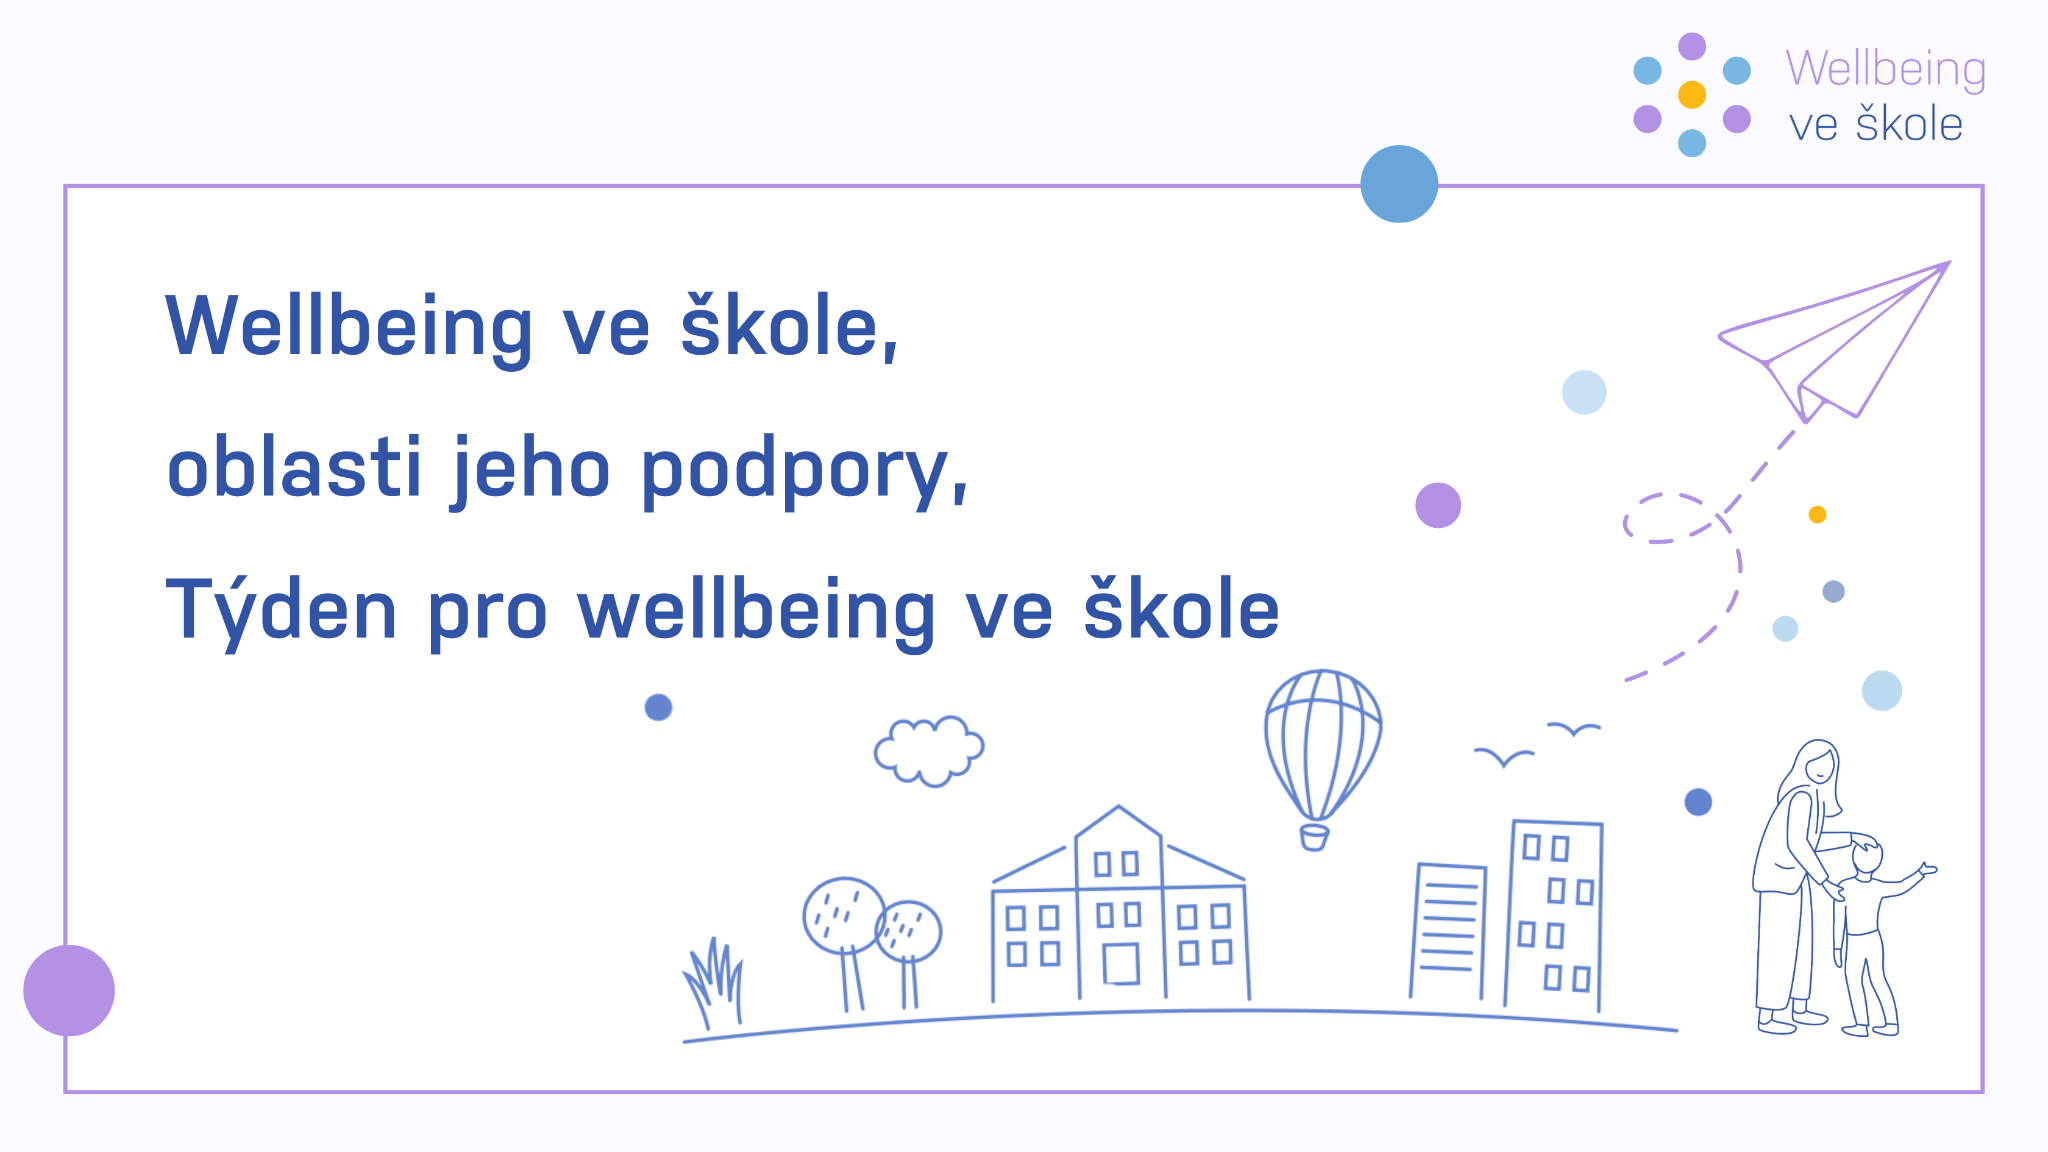 Wellbeing
ve škole
Wellbeing ve škole,
oblasti jeho podpory,
Týden pro wellbeing ve škole